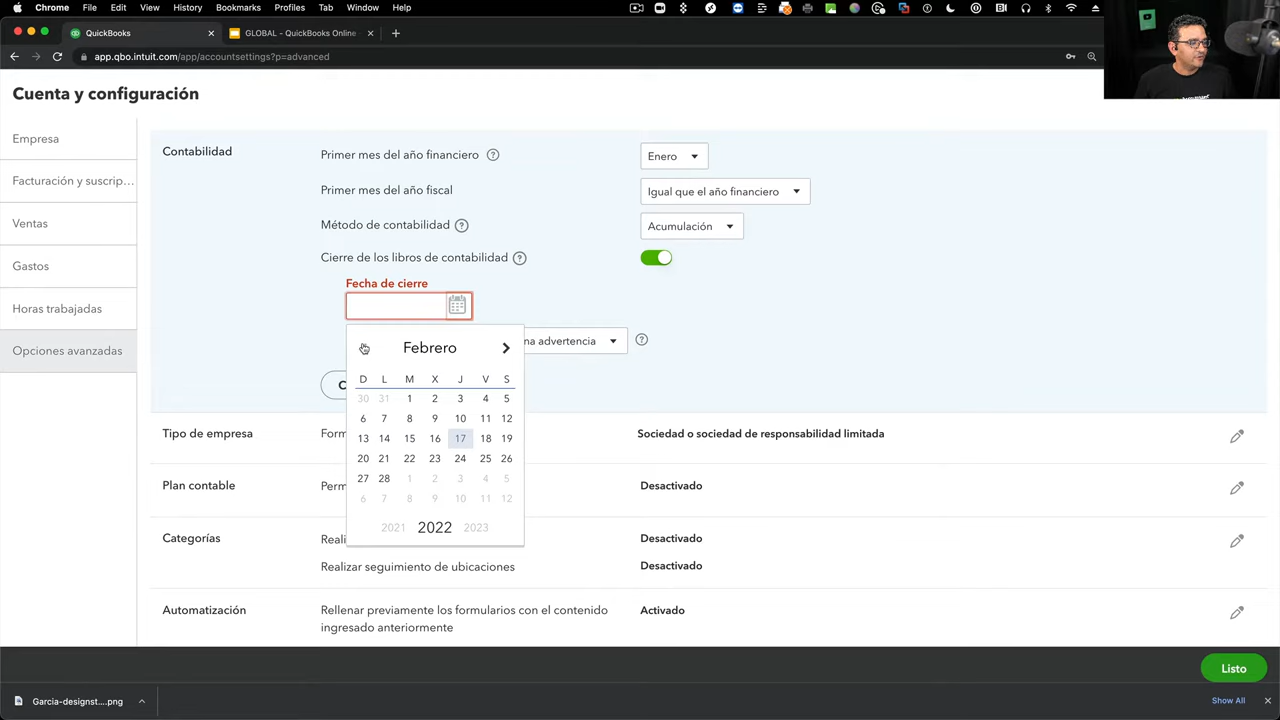 Chrome File Edit View History Bookmarks Profiles Tab Window Help
QuickBooks
GLOBAL - QuickBooks Online
app.qbo.intuit.com/app/accountsettings?p=advanced
Cuenta y configuración
Empresa
Facturación y suscrip...
Ventas
Gastos
Horas trabajadas
Opciones avanzadas
Contabilidad
Primer mes del año financiero ?
Enero
Primer mes del año fiscal
Igual que el año financiero
Método de contabilidad ?
Acumulación
Cierre de los libros de contabilidad ?
Fecha de cierre
na advertencia ?
Febrero
D L M X J V S
30 31 1 2 3 4 5
6 7 8 9 10 11 12
13 14 15 16 17 18 19
20 21 22 23 24 25 26
27 28 1 2 3 4 5
6 7 8 9 10 11 12
2021 2022 2023
C
Tipo de empresa
Form
Sociedad o sociedad de responsabilidad limitada
Plan contable
Perm
Desactivado
Categorías
Reali
Desactivado
Realizar seguimiento de ubicaciones
Desactivado
Automatización
Rellenar previamente los formularios con el contenido
ingresado anteriormente
Activado
Listo
Garcia-designst....png
Show All